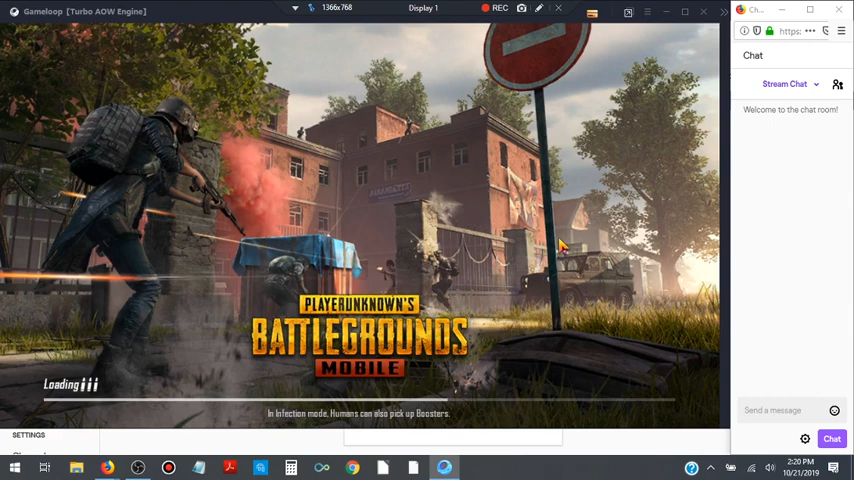 Gameloop [Turbo AOW Engine]
1366x768
Display 1
REC
Ch...
https:
Chat
Stream Chat
Welcome to the chat room!
PLAYERUNKNOWN'S
BATTLEGROUNDS
MOBILE
Loading
In Infection mode, Humans can also pick up Boosters.
Send a message
Chat
SETTINGS
2:20 PM
10/21/2019